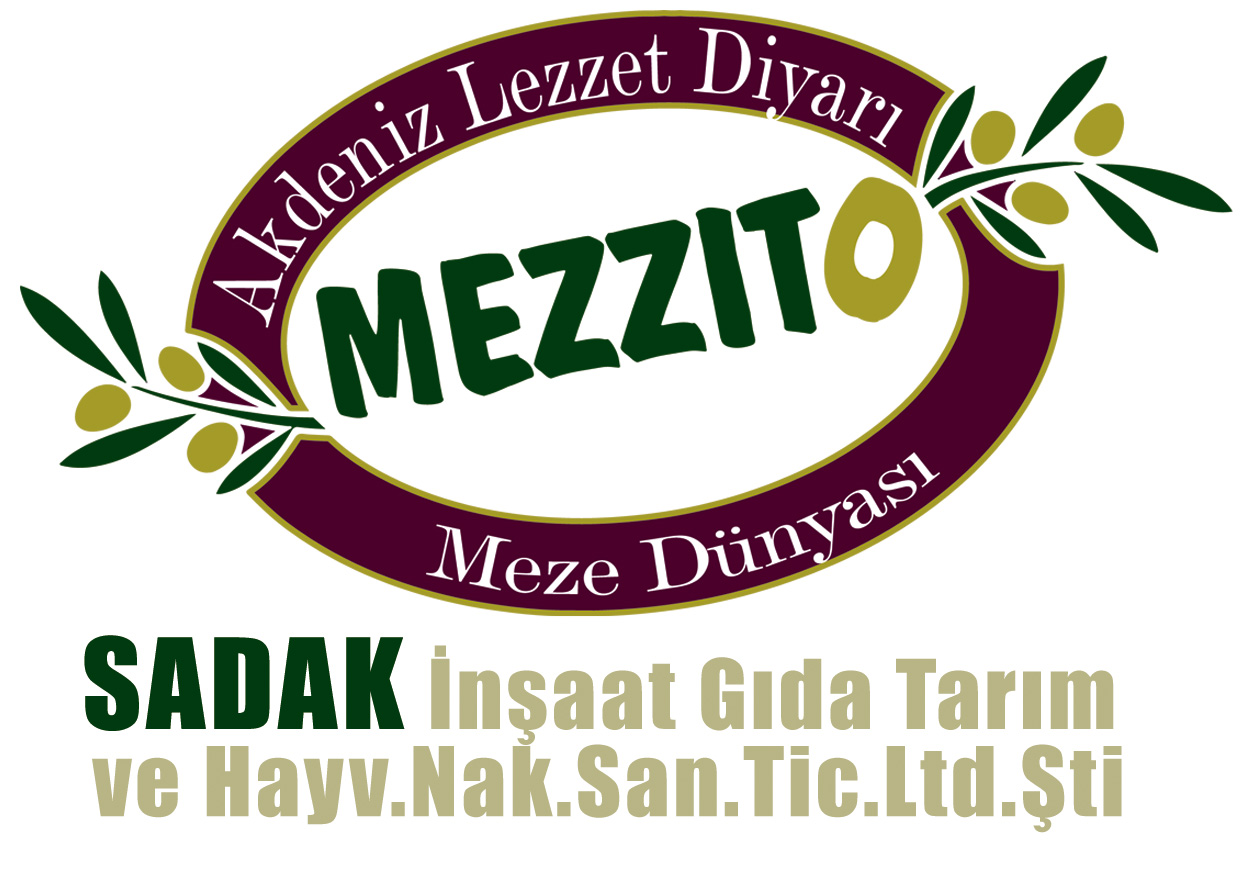 Akdeniz Lezzet Diyarı
MEZZITO
Meze Dünyası
SADAK İnşaat Gıda Tarım
ve Hayv.Nak.San.Tic.Ltd.Şti